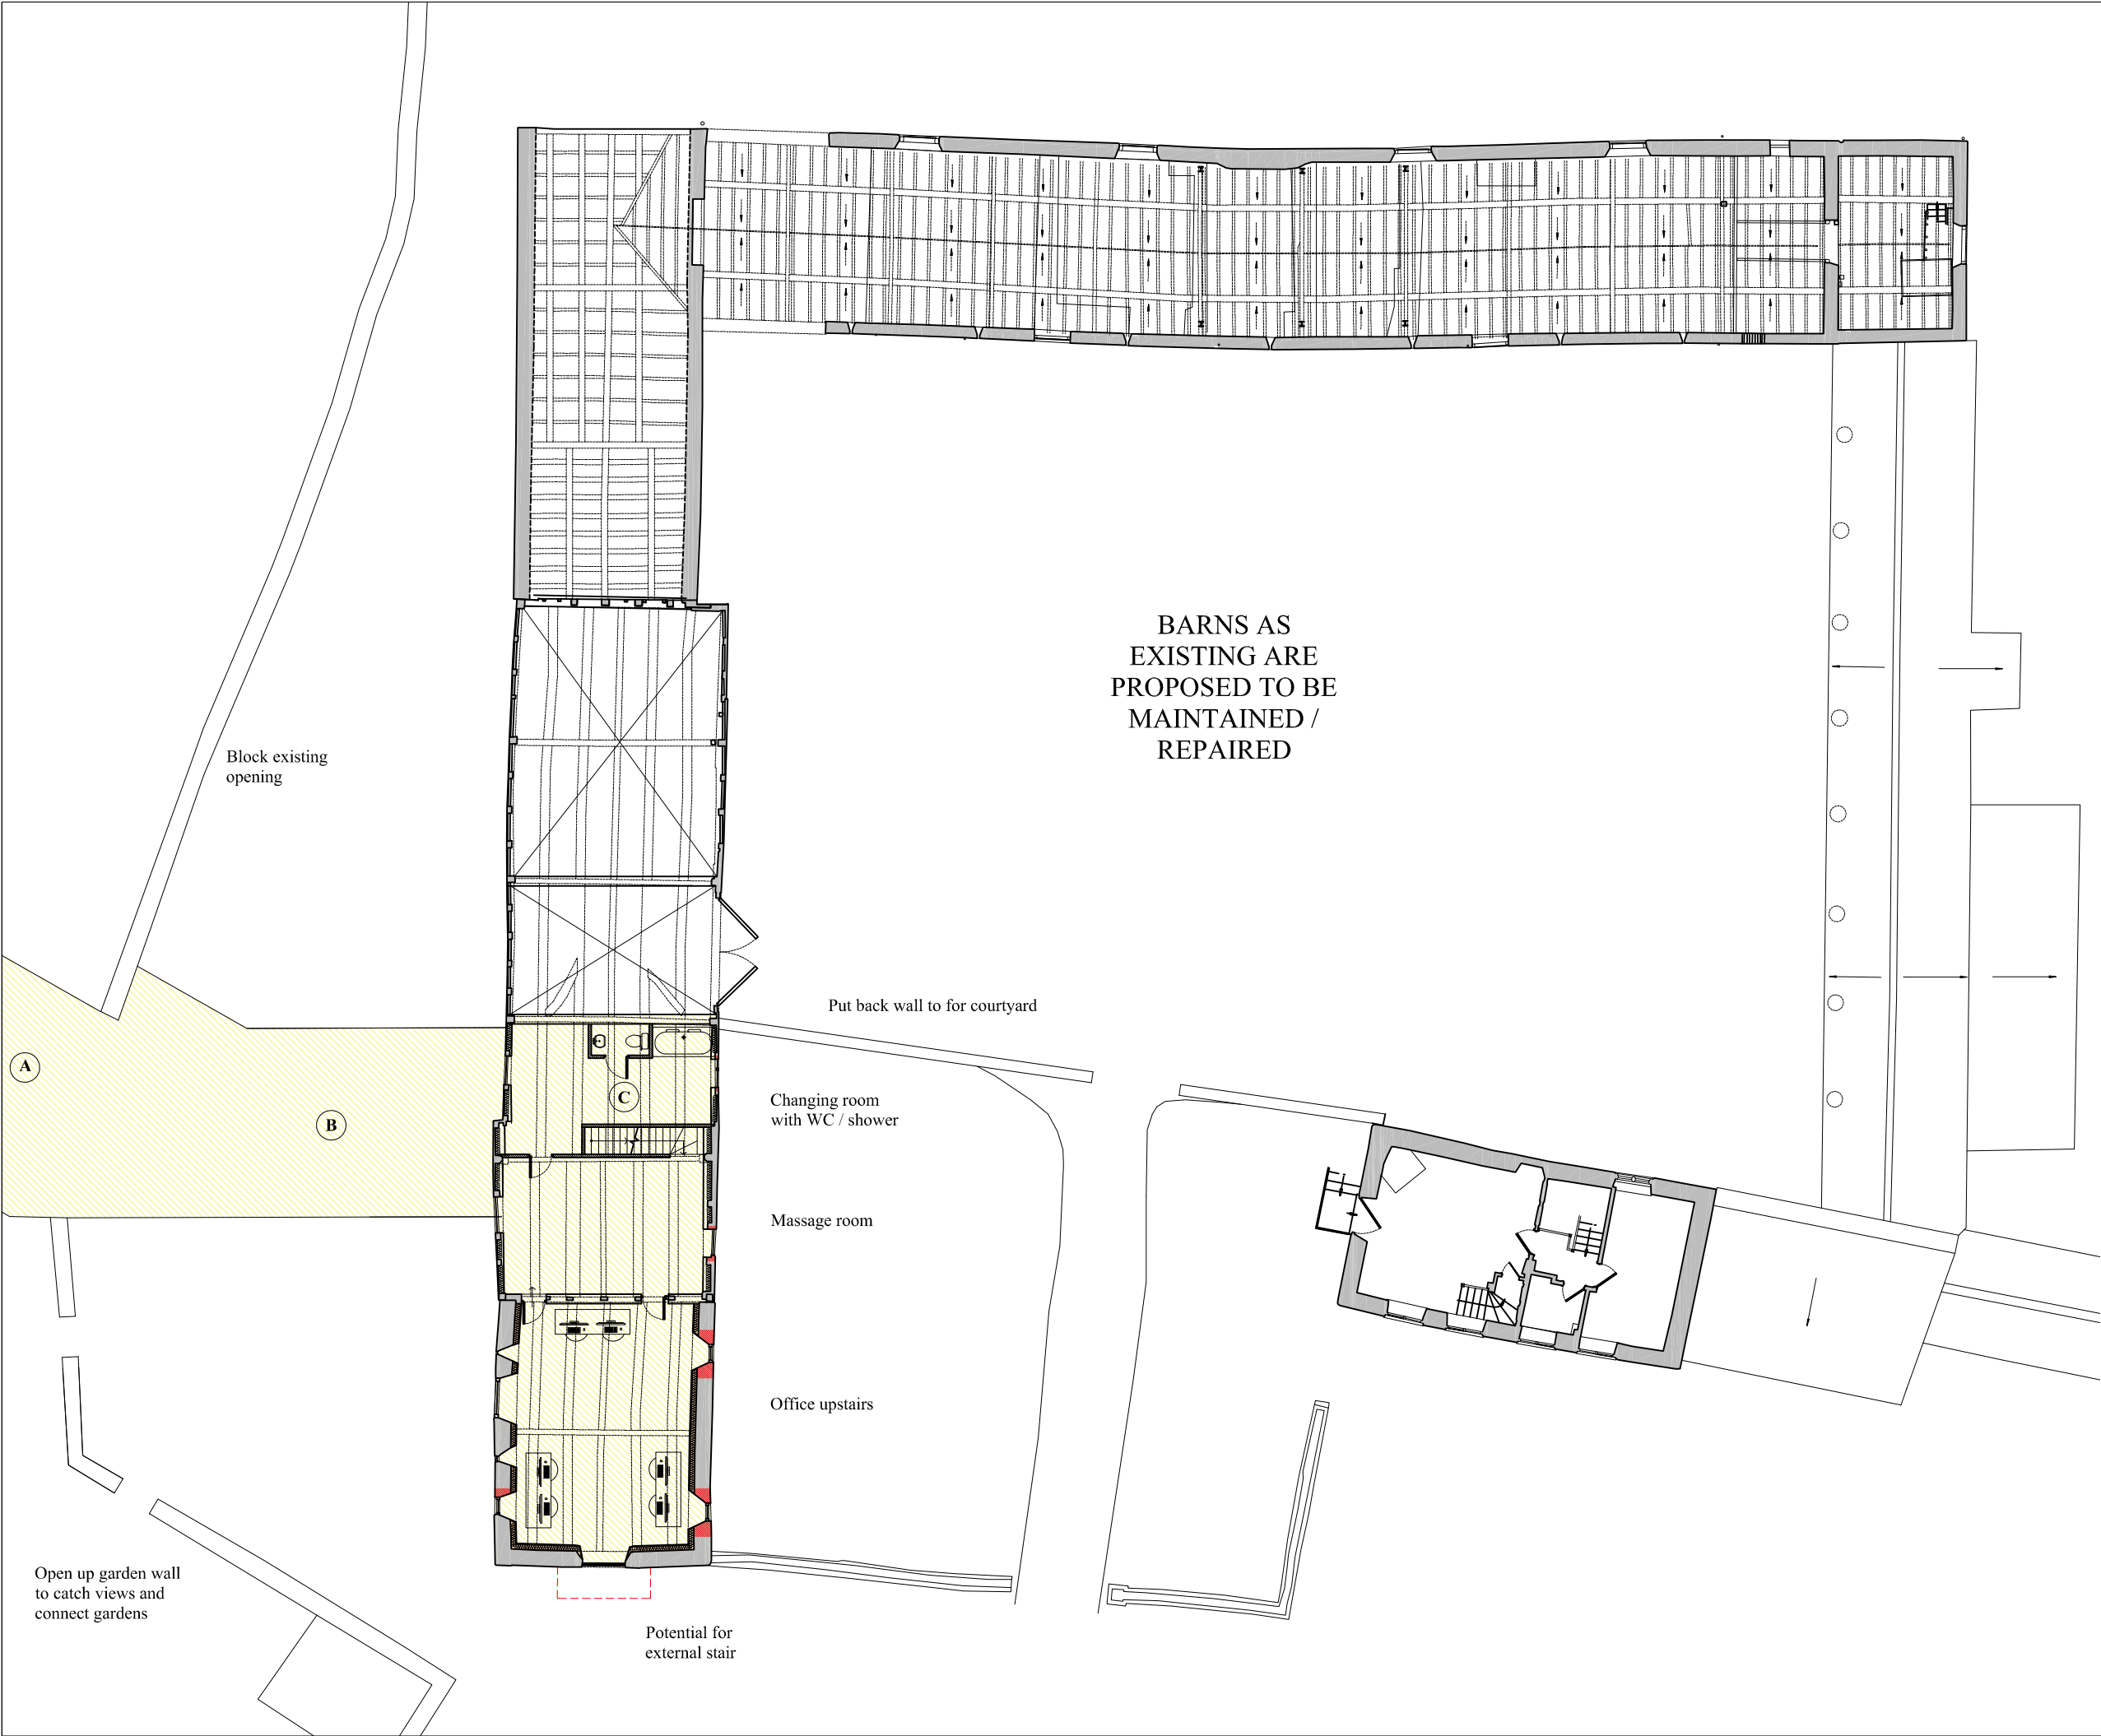 BARNS AS
EXISTING ARE
PROPOSED TO BE
MAINTAINED /
REPAIRED
Block existing
opening
Put back wall to for courtyard
A
B
C
Changing room
with WC / shower
Massage room
Office upstairs
Open up garden wall
to catch views and
connect gardens
Potential for
external stair